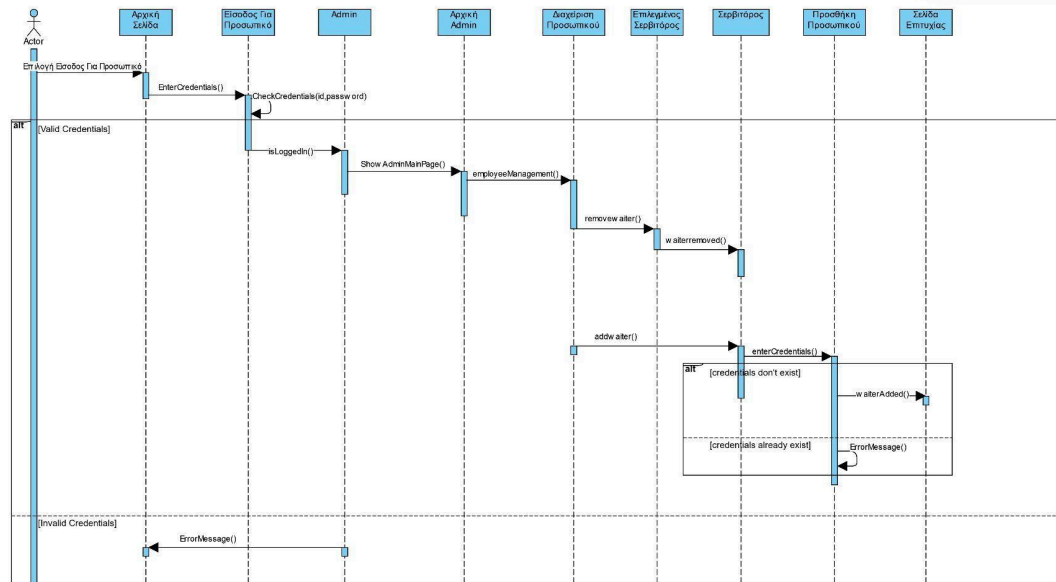 Αρχική
Σελίδα
Είσοδος Για
Προσωπικό
Admin
Αρχική
Admin
Διαχείριση
Προσωπικού
Επιλεγμένος
Σερβιτόρος
Σερβιτόρος
Προσθήκη
Προσωπικού
Σελίδα
Επιτυχίας
Actor
Επιλογή Είσοδος Για Προσωπικό
EnterCredentials()
CheckCredentials(id,password)
alt
[Valid Credentials]
isLoggedIn()
Show AdminMainPage()
employeeManagement()
removewaiter()
waiterremoved()
addwaiter()
enterCredentials()
alt
[credentials don't exist]
waiterAdded()
[credentials already exist]
ErrorMessage()
[Invalid Credentials]
ErrorMessage()